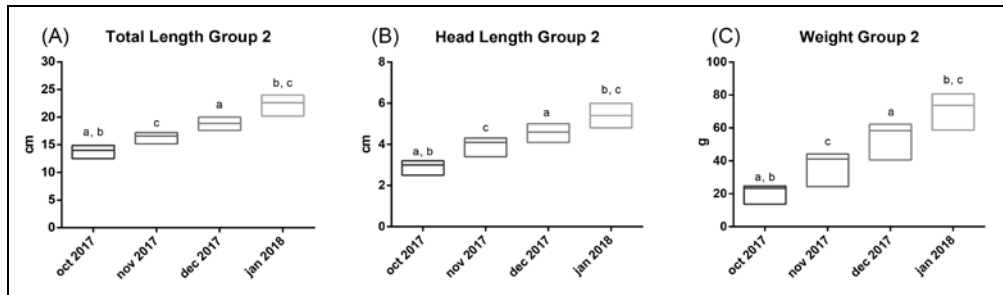 (A) Total Length Group 2
cm
30
25
20
15
10
5
0
a, b
c
a
b, c
oct 2017
nov 2017
dec 2017
jan 2018
(B) Head Length Group 2
cm
8
6
4
2
0
a, b
c
a
b, c
oct 2017
nov 2017
dec 2017
jan 2018
(C) Weight Group 2
g
100
80
60
40
20
0
a, b
c
a
b, c
oct 2017
nov 2017
dec 2017
jan 2018